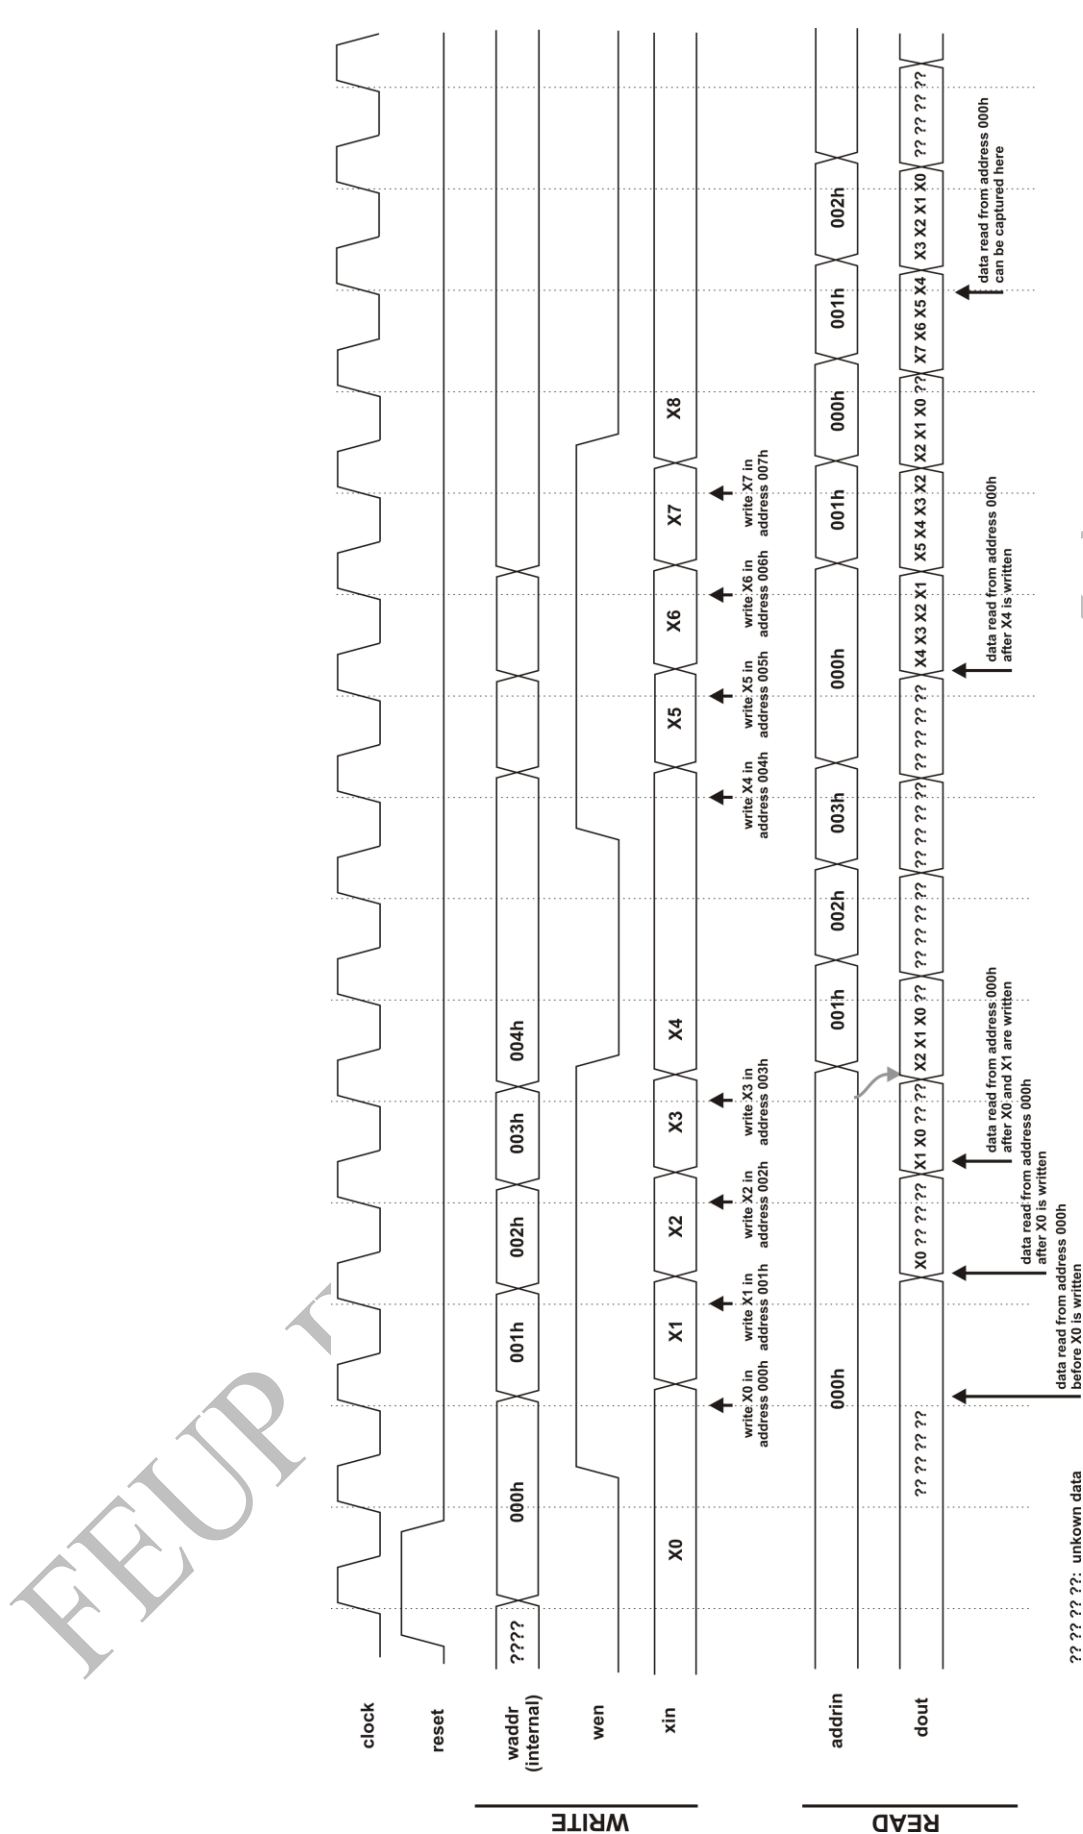 FEUP
clock
reset
???? 000h 001h 002h 003h 004h
waddr
(internal)
wen
X0 X1 X2 X3 X4 X5 X6 X7 X8
xin
WRITE
write X0 in
address 000h
write X1 in
address 001h
write X2 in
address 002h
write X3 in
address 003h
write X4 in
address 004h
write X5 in
address 005h
write X6 in
address 006h
write X7 in
address 007h
addrin
000h 001h 002h 003h 000h 001h 000h 001h 002h
dout
?? ?? ?? ?? X0 ?? ?? ?? X1 X0 ?? ?? X2 X1 X0 ?? ?? ?? ?? ?? ?? ?? ?? ?? ?? ?? ?? ?? X4 X3 X2 X1 X5 X4 X3 X2 X2 X1 X0 ?? X7 X6 X5 X4 X3 X2 X1 X0 ?? ?? ?? ??
READ
data read from address 000h
before X0 is written
data read from address 000h
after X0 is written
data read from address 000h
after X0 and X1 are written
data read from address 000h
after X4 is written
data read from address 000h
can be captured here
?? ?? ?? ??: unkown data